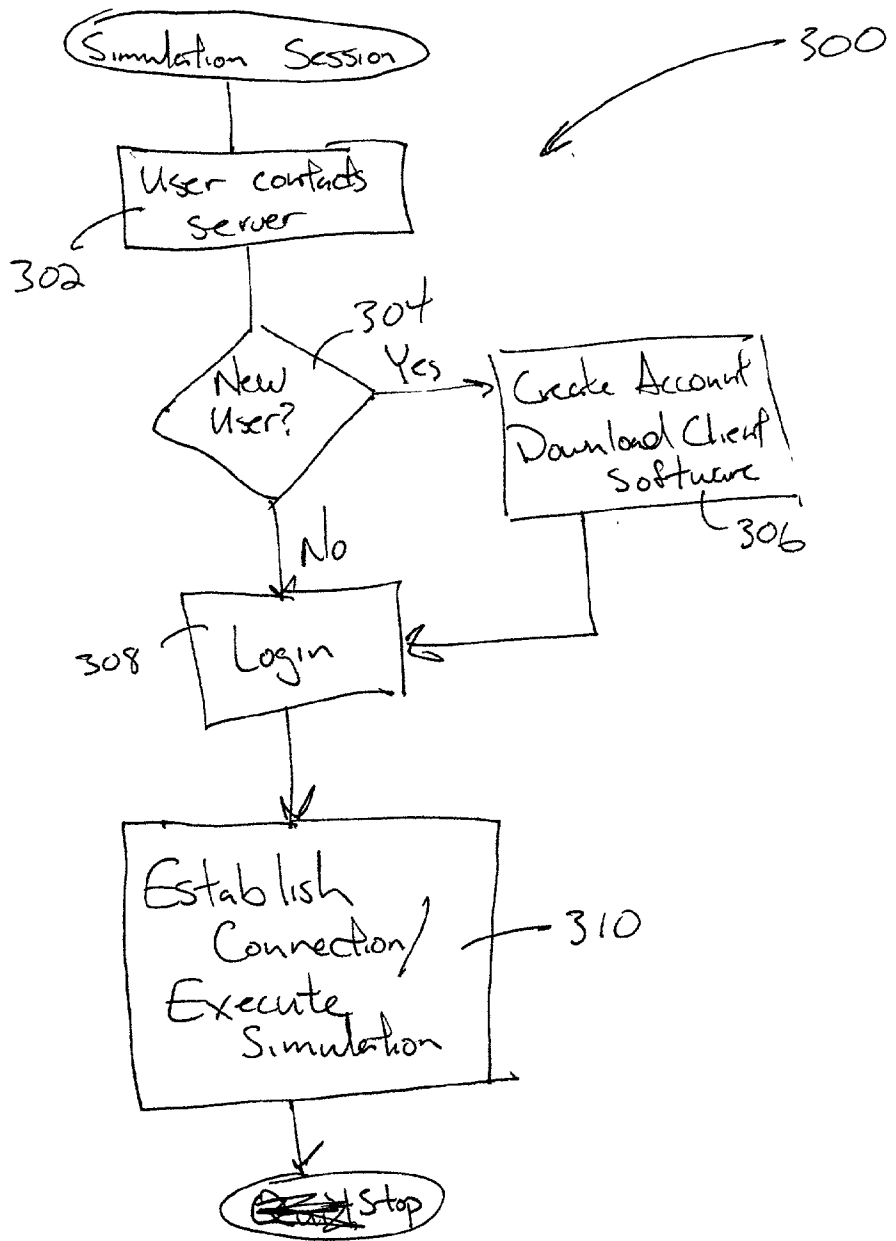 Simulation Session
300
User contacts
server
302
304
New
User?
Yes
Create Account
Download Client
Software
306
No
308
Login
Establish
Connection/
Execute
Simulation
310
Stop